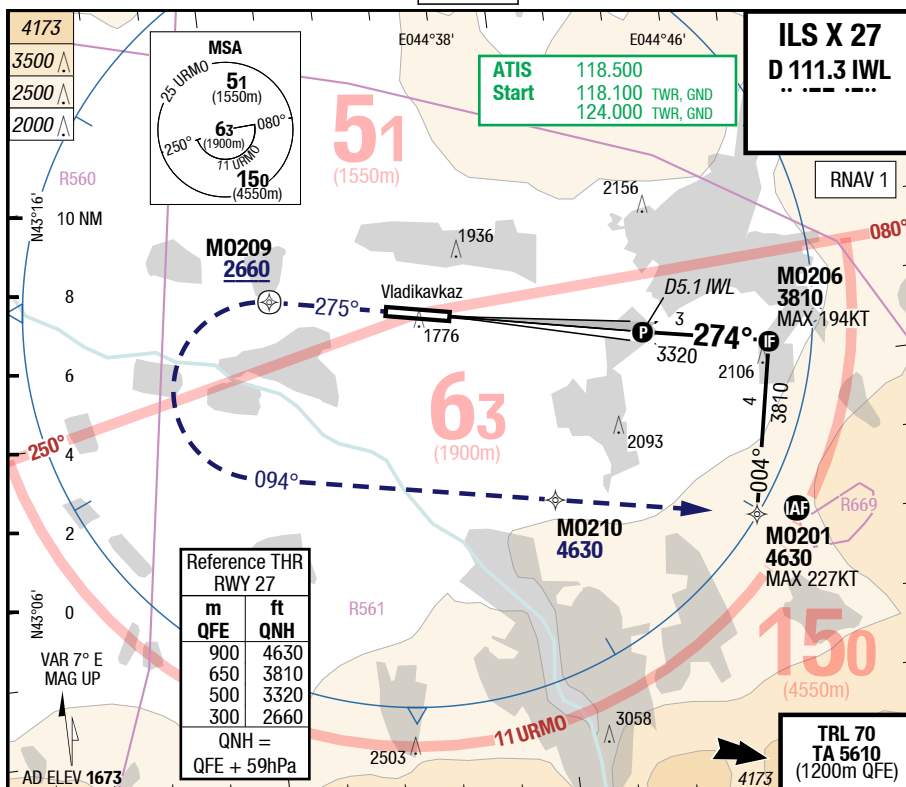 4173
3500
2500
2000
MSA
25 URMO
51
(1550m)
63
(1900m)
080°
250°
11 URMO
150
(4550m)
E044°38'
E044°46'
ATIS 118.500
Start 118.100 TWR, GND
124.000 TWR, GND
ILS X 27
D 111.3 IWL
RNAV 1
51
(1550m)
R560
N43°16'
10 NM
2156
1936
080°
MO209
2660
275°
Vladikavkaz
1776
D5.1 IWL
P
3
3320
274°
IF
MO206
3810
MAX 194KT
2106
8
6
4
2
0
63
(1900m)
2093
4
3810
004°
250°
094°
MO210
4630
IAF
R669
MO201
4630
MAX 227KT
N43°06'
R561
Reference THR
RWY 27
m ft
QFE QNH
900 4630
650 3810
500 3320
300 2660
QNH =
QFE + 59hPa
VAR 7° E
MAG UP
AD ELEV 1673
150
(4550m)
11 URMO
2503
3058
4173
TRL 70
TA 5610
(1200m QFE)